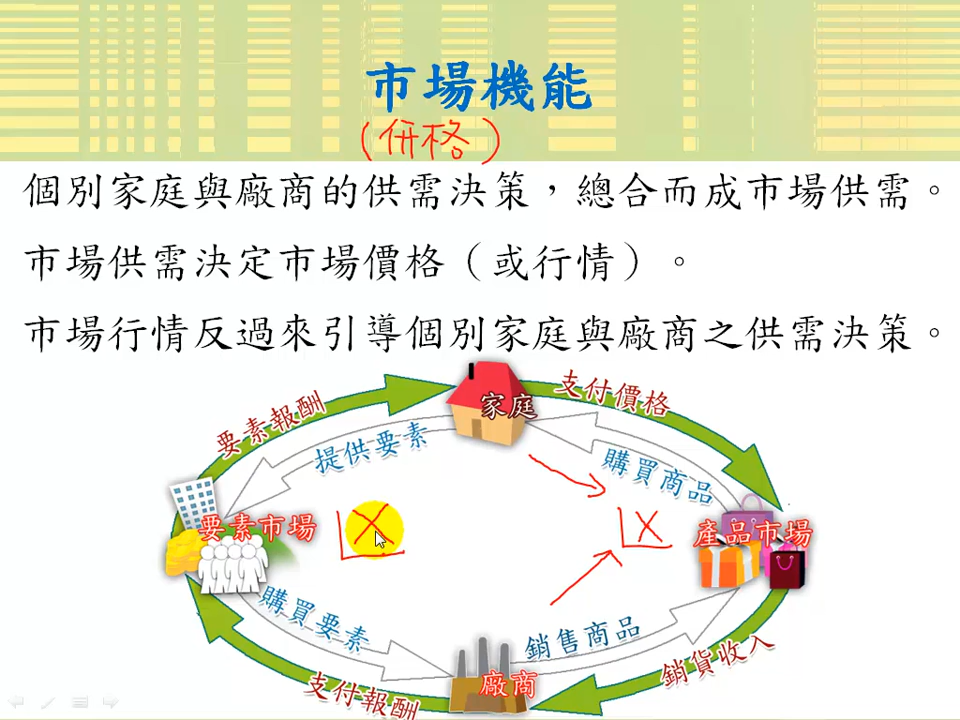 市場機能
(価格)
個別家庭與廠商的供需決策，總合而成市場供需。
市場供需決定市場價格（或行情）。
市場行情反過來引導個別家庭與廠商之供需決策。
要素報酬
家庭
支付價格
提供要素
購買商品
要素市場
產品市場
購買要素
銷售商品
支付報酬
廠商
銷貨收入